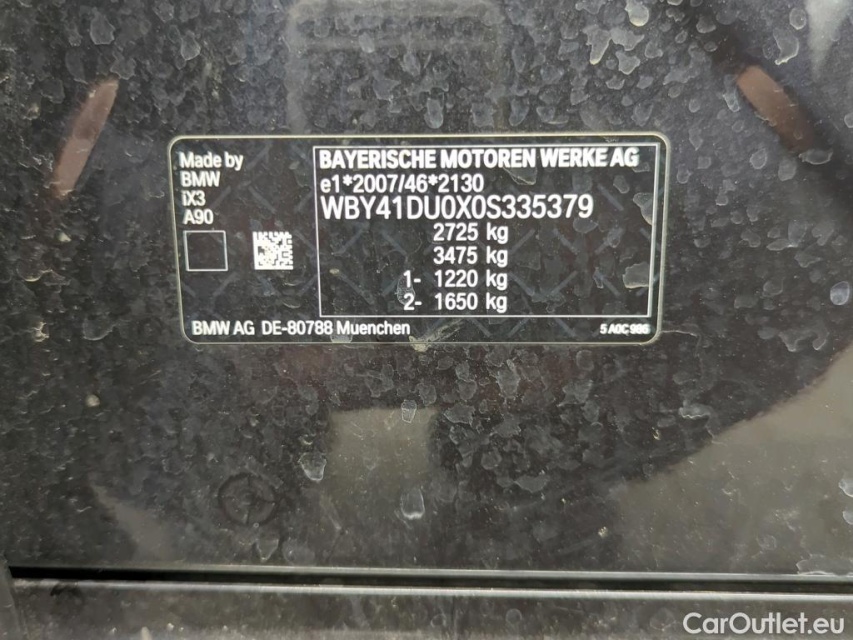 Made by
BMW
iX3
A90
BAYERISCHE MOTOREN WERKE AG
e1*2007/46*2130
WBY41DU0X0S335379
2725 kg
3475 kg
1- 1220 kg
2- 1650 kg
BMW AG DE-80788 Muenchen
5 A0C 996
CarOutlet.eu